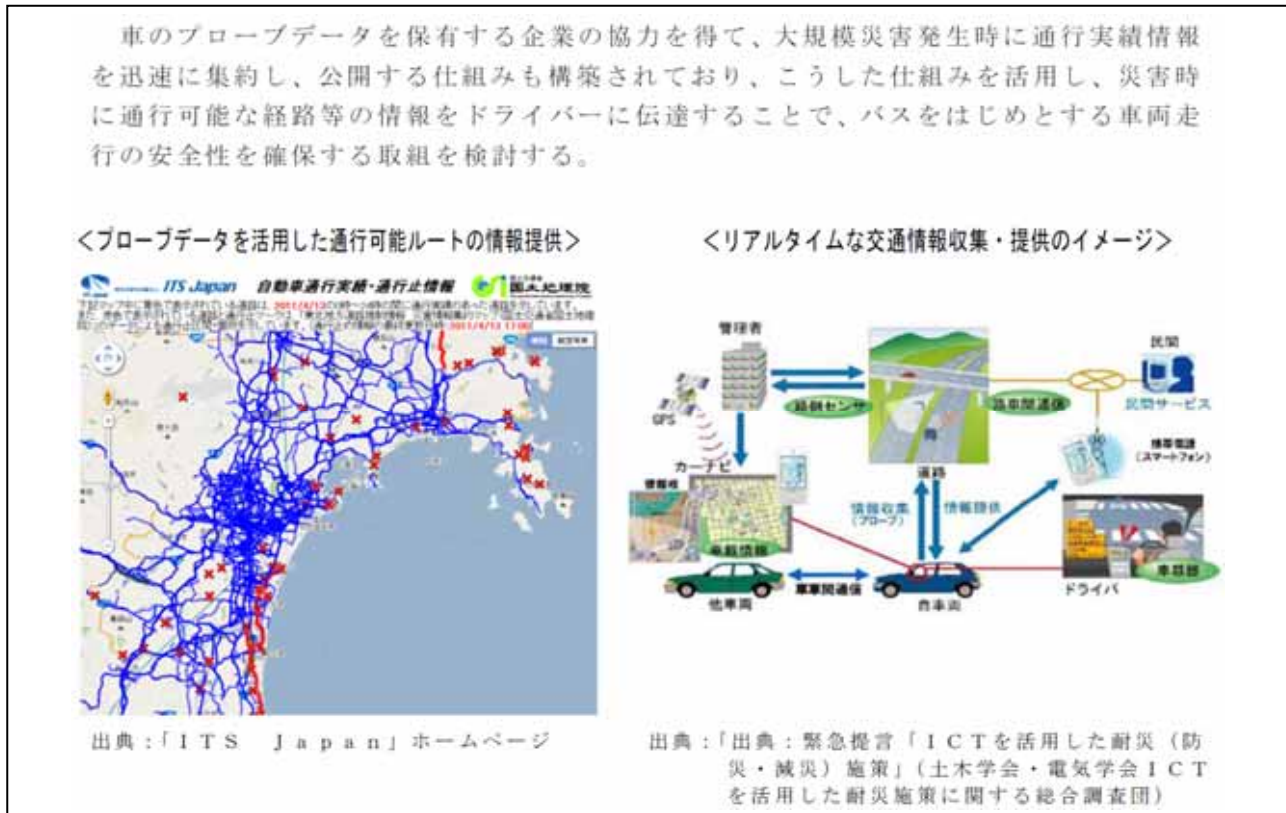 車のプローブデータを保有する企業の協力を得て、大規模災害発生時に通行実績情報
を迅速に集約し、公開する仕組みも構築されており、こうした仕組みを活用し、災害時
に通行可能な経路等の情報をドライバーに伝達することで、バスをはじめとする車両走
行の安全性を確保する取組を検討する。
＜プローブデータを活用した通行可能ルートの情報提供＞
ITS Japan 自動車通行実績・通行止情報 国土地理院
＜リアルタイムな交通情報収集・提供のイメージ＞
管理者
民間
民間サービス
路側センサ
路車間通信
GPS
携帯電話
(スマートフォン)
カーナビ
道路
情報収集
(プローブ)
情報提供
車載器
ドライバ
他車両
車車間通信
自車両
出典：「ＩＴＳ　Ｊａｐａｎ」ホームページ
出典：「出典：緊急提言「ＩＣＴを活用した耐災（防
災・減災）施策」（土木学会・電気学会ＩＣＴ
を活用した耐災施策に関する総合調査団）